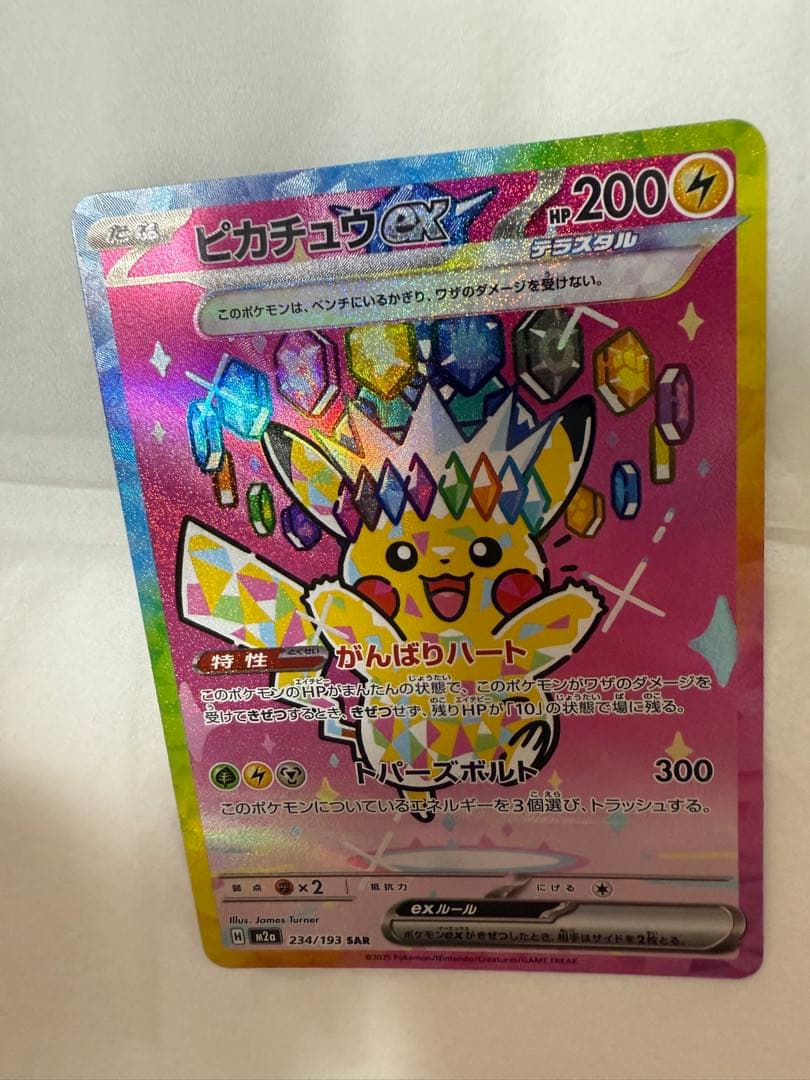 たね ピカチュウex HP200
テラスタル
このポケモンは、ベンチにいるかぎり、ワザのダメージを受けない。
特性 とくせい がんばりハート
このポケモンのHPがまんたんの状態で、このポケモンがワザのダメージを
受けてきぜつするとき、きぜつせず、残りHPが「10」の状態で場に残る。
トパーズボルト 300
このポケモンについているエネルギーを3個選び、トラッシュする。
弱点 ×2 抵抗力 にげる
exルール
ポケモンexがきぜつしたとき、相手はサイドを2枚とる。
Illus. James Turner
H M2a 234/193 SAR
©2025 Pokémon/Nintendo/Creatures/GAME FREAK